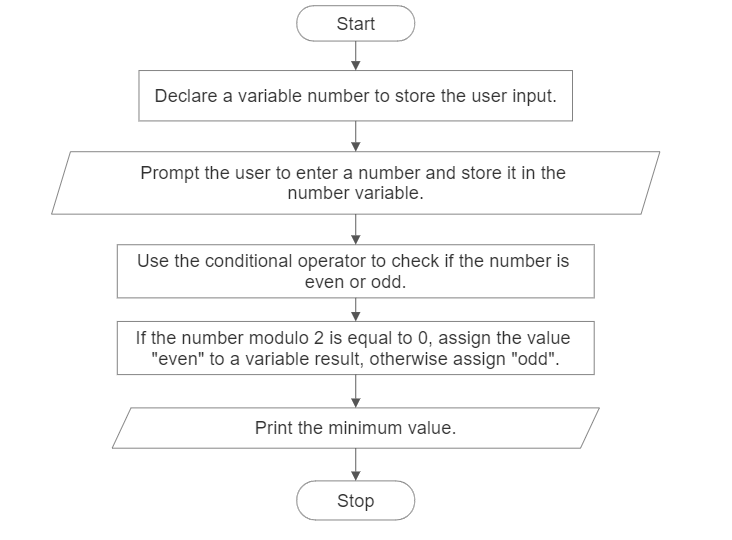 Start
Declare a variable number to store the user input.
Prompt the user to enter a number and store it in the
number variable.
Use the conditional operator to check if the number is
even or odd.
If the number modulo 2 is equal to 0, assign the value
"even" to a variable result, otherwise assign "odd".
Print the minimum value.
Stop